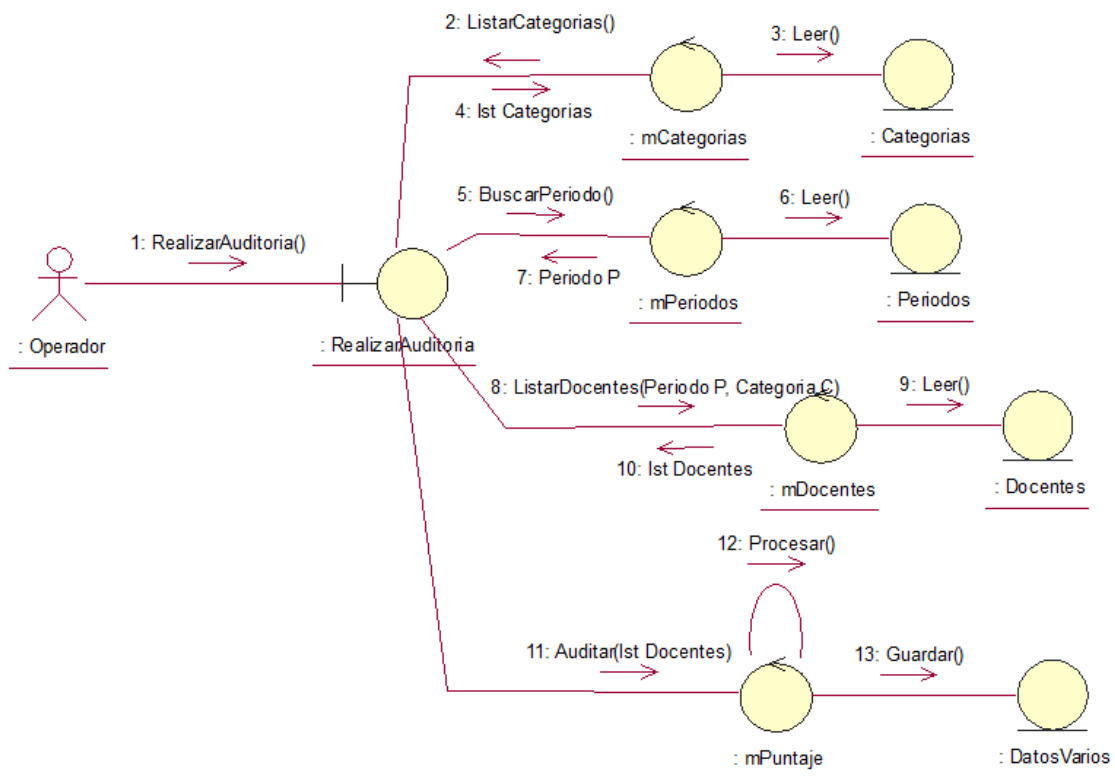 2: ListarCategorias()
3: Leer()
4: lst Categorias
: mCategorias
: Categorias
5: BuscarPeriodo()
6: Leer()
1: RealizarAuditoria()
7: Periodo P
: mPeriodos
: Periodos
: Operador
: RealizarAuditoria
8: ListarDocentes(Periodo P, Categoria C)
9: Leer()
10: lst Docentes
: mDocentes
: Docentes
12: Procesar()
11: Auditar(lst Docentes)
13: Guardar()
: mPuntaje
: DatosVarios